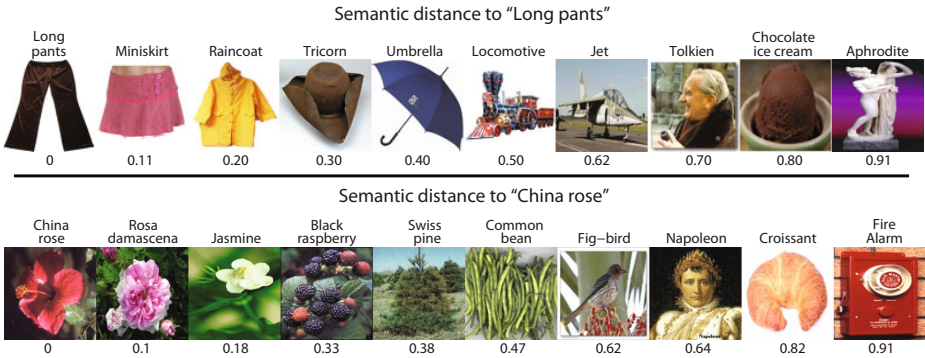 Semantic distance to “Long pants”
Long
pants
Miniskirt
Raincoat
Tricorn
Umbrella
Locomotive
Jet
Tolkien
Chocolate
ice cream
Aphrodite
0 0.11 0.20 0.30 0.40 0.50 0.62 0.70 0.80 0.91
Semantic distance to “China rose”
China
rose
Rosa
damascena
Jasmine
Black
raspberry
Swiss
pine
Common
bean
Fig−bird
Napoleon
Croissant
Fire
Alarm
Napoleon
0 0.1 0.18 0.33 0.38 0.47 0.62 0.64 0.82 0.91